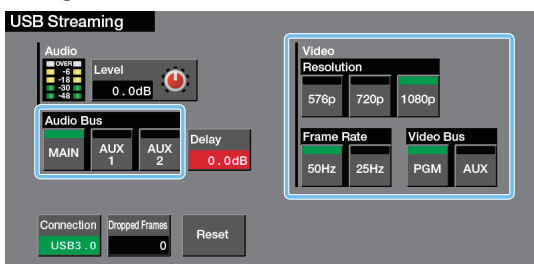 USB Streaming
Audio
OVER
-6
-18
-30
-48
Level
0.0dB
Audio Bus
MAIN
AUX 1
AUX 2
Delay
0.0dB
Connection
USB3.0
Dropped Frames
0
Reset
Video
Resolution
576p
720p
1080p
Frame Rate
50Hz
25Hz
Video Bus
PGM
AUX